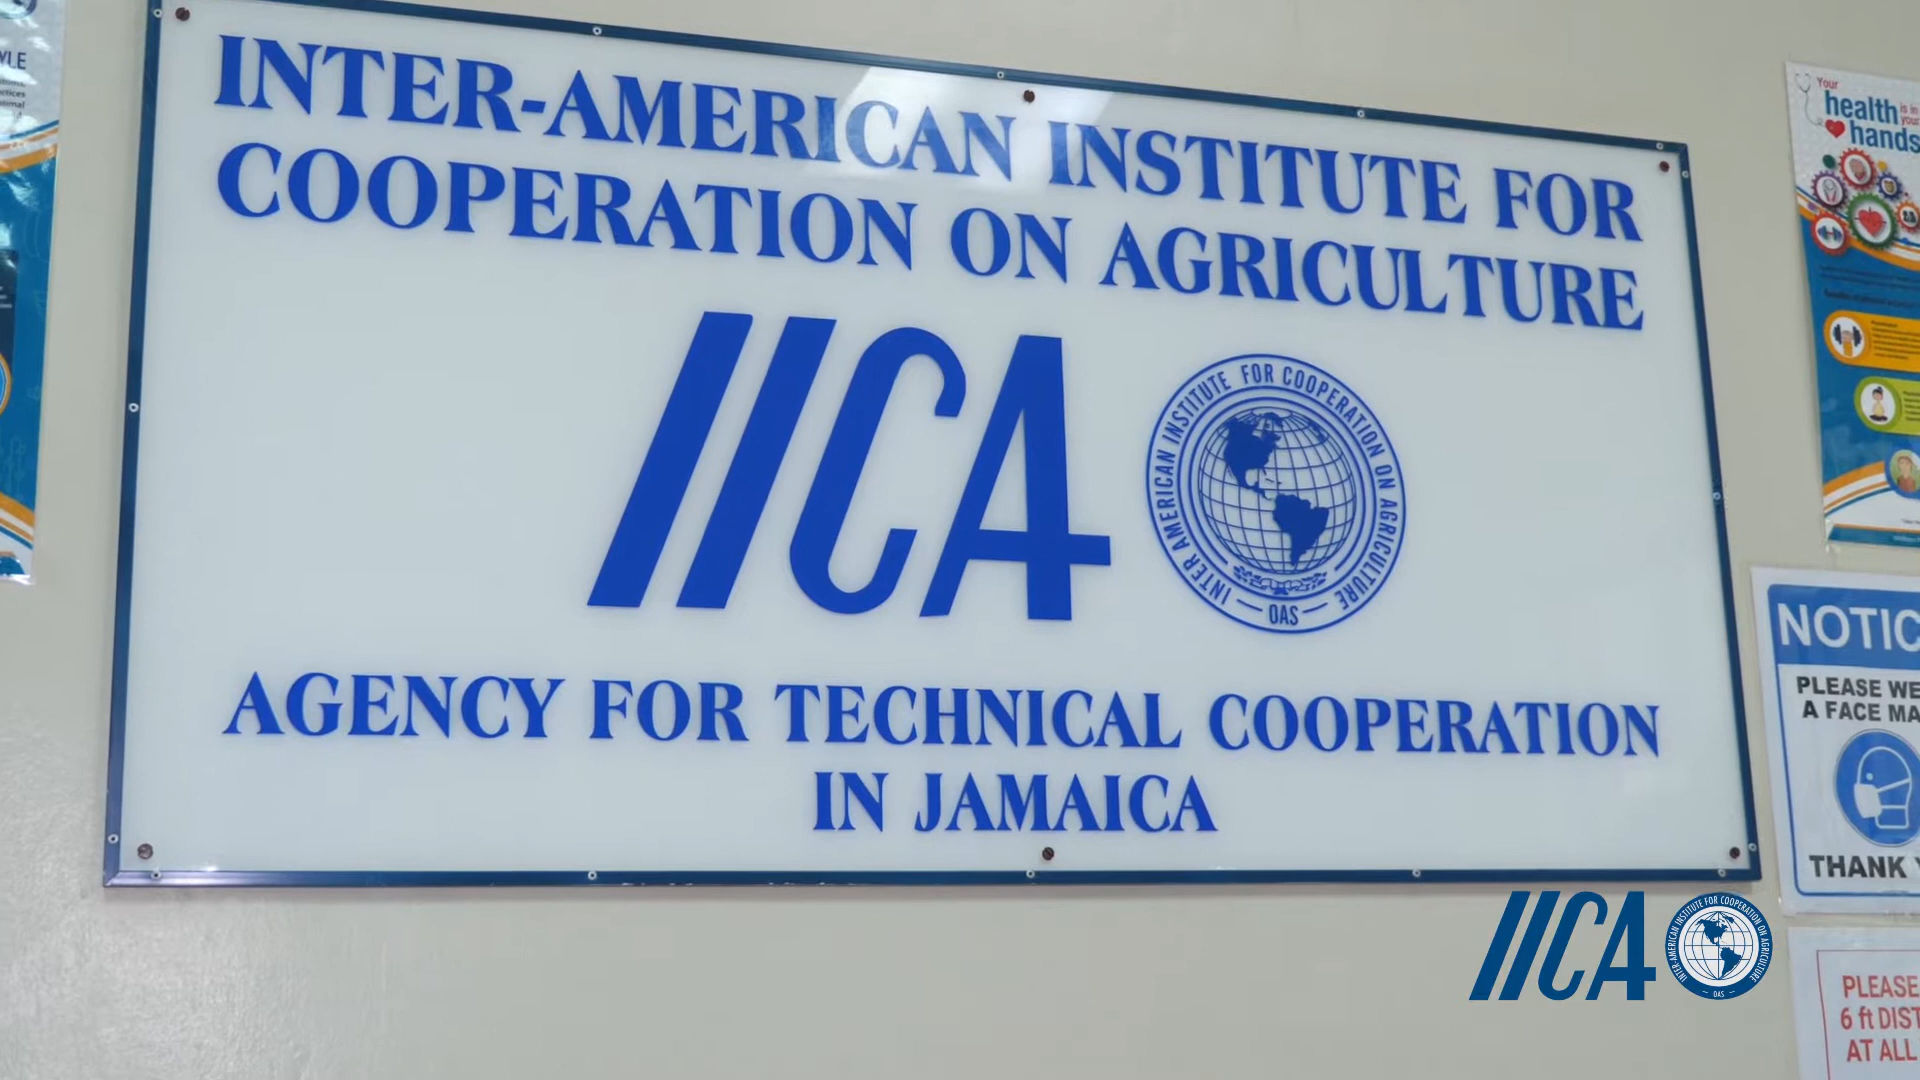 INTER-AMERICAN INSTITUTE FOR
COOPERATION ON AGRICULTURE
IICA
INTER AMERICAN INSTITUTE FOR COOPERATION ON AGRICULTURE
OAS
AGENCY FOR TECHNICAL COOPERATION
IN JAMAICA
Your
health is in
your
hands
NOTIC
PLEASE WE
A FACE MA
THANK Y
PLEASE
6 ft DIST
AT ALL
IICA
INTER-AMERICAN INSTITUTE FOR COOPERATION ON AGRICULTURE
OAS